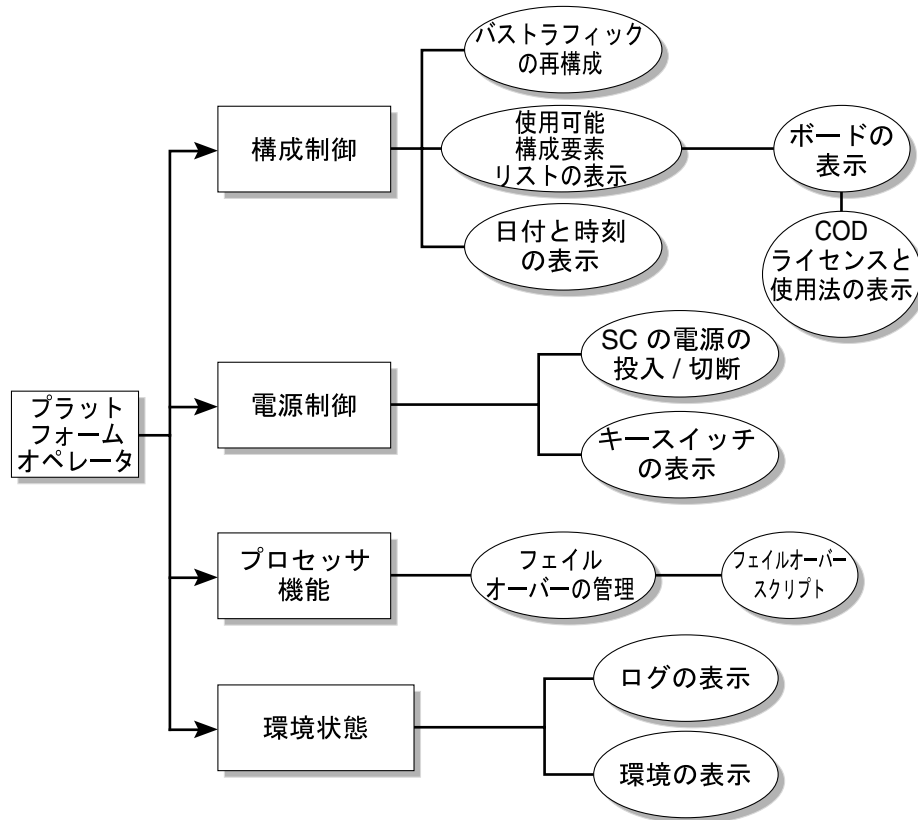 プラット
フォーム
オペレータ
構成制御
バストラフィック
の再構成
使用可能
構成要素
リストの表示
日付と時刻
の表示
ボードの
表示
COD
ライセンスと
使用法の表示
電源制御
SC の電源の
投入 / 切断
キースイッチ
の表示
プロセッサ
機能
フェイル
オーバーの管理
フェイルオーバー
スクリプト
環境状態
ログの表示
環境の表示